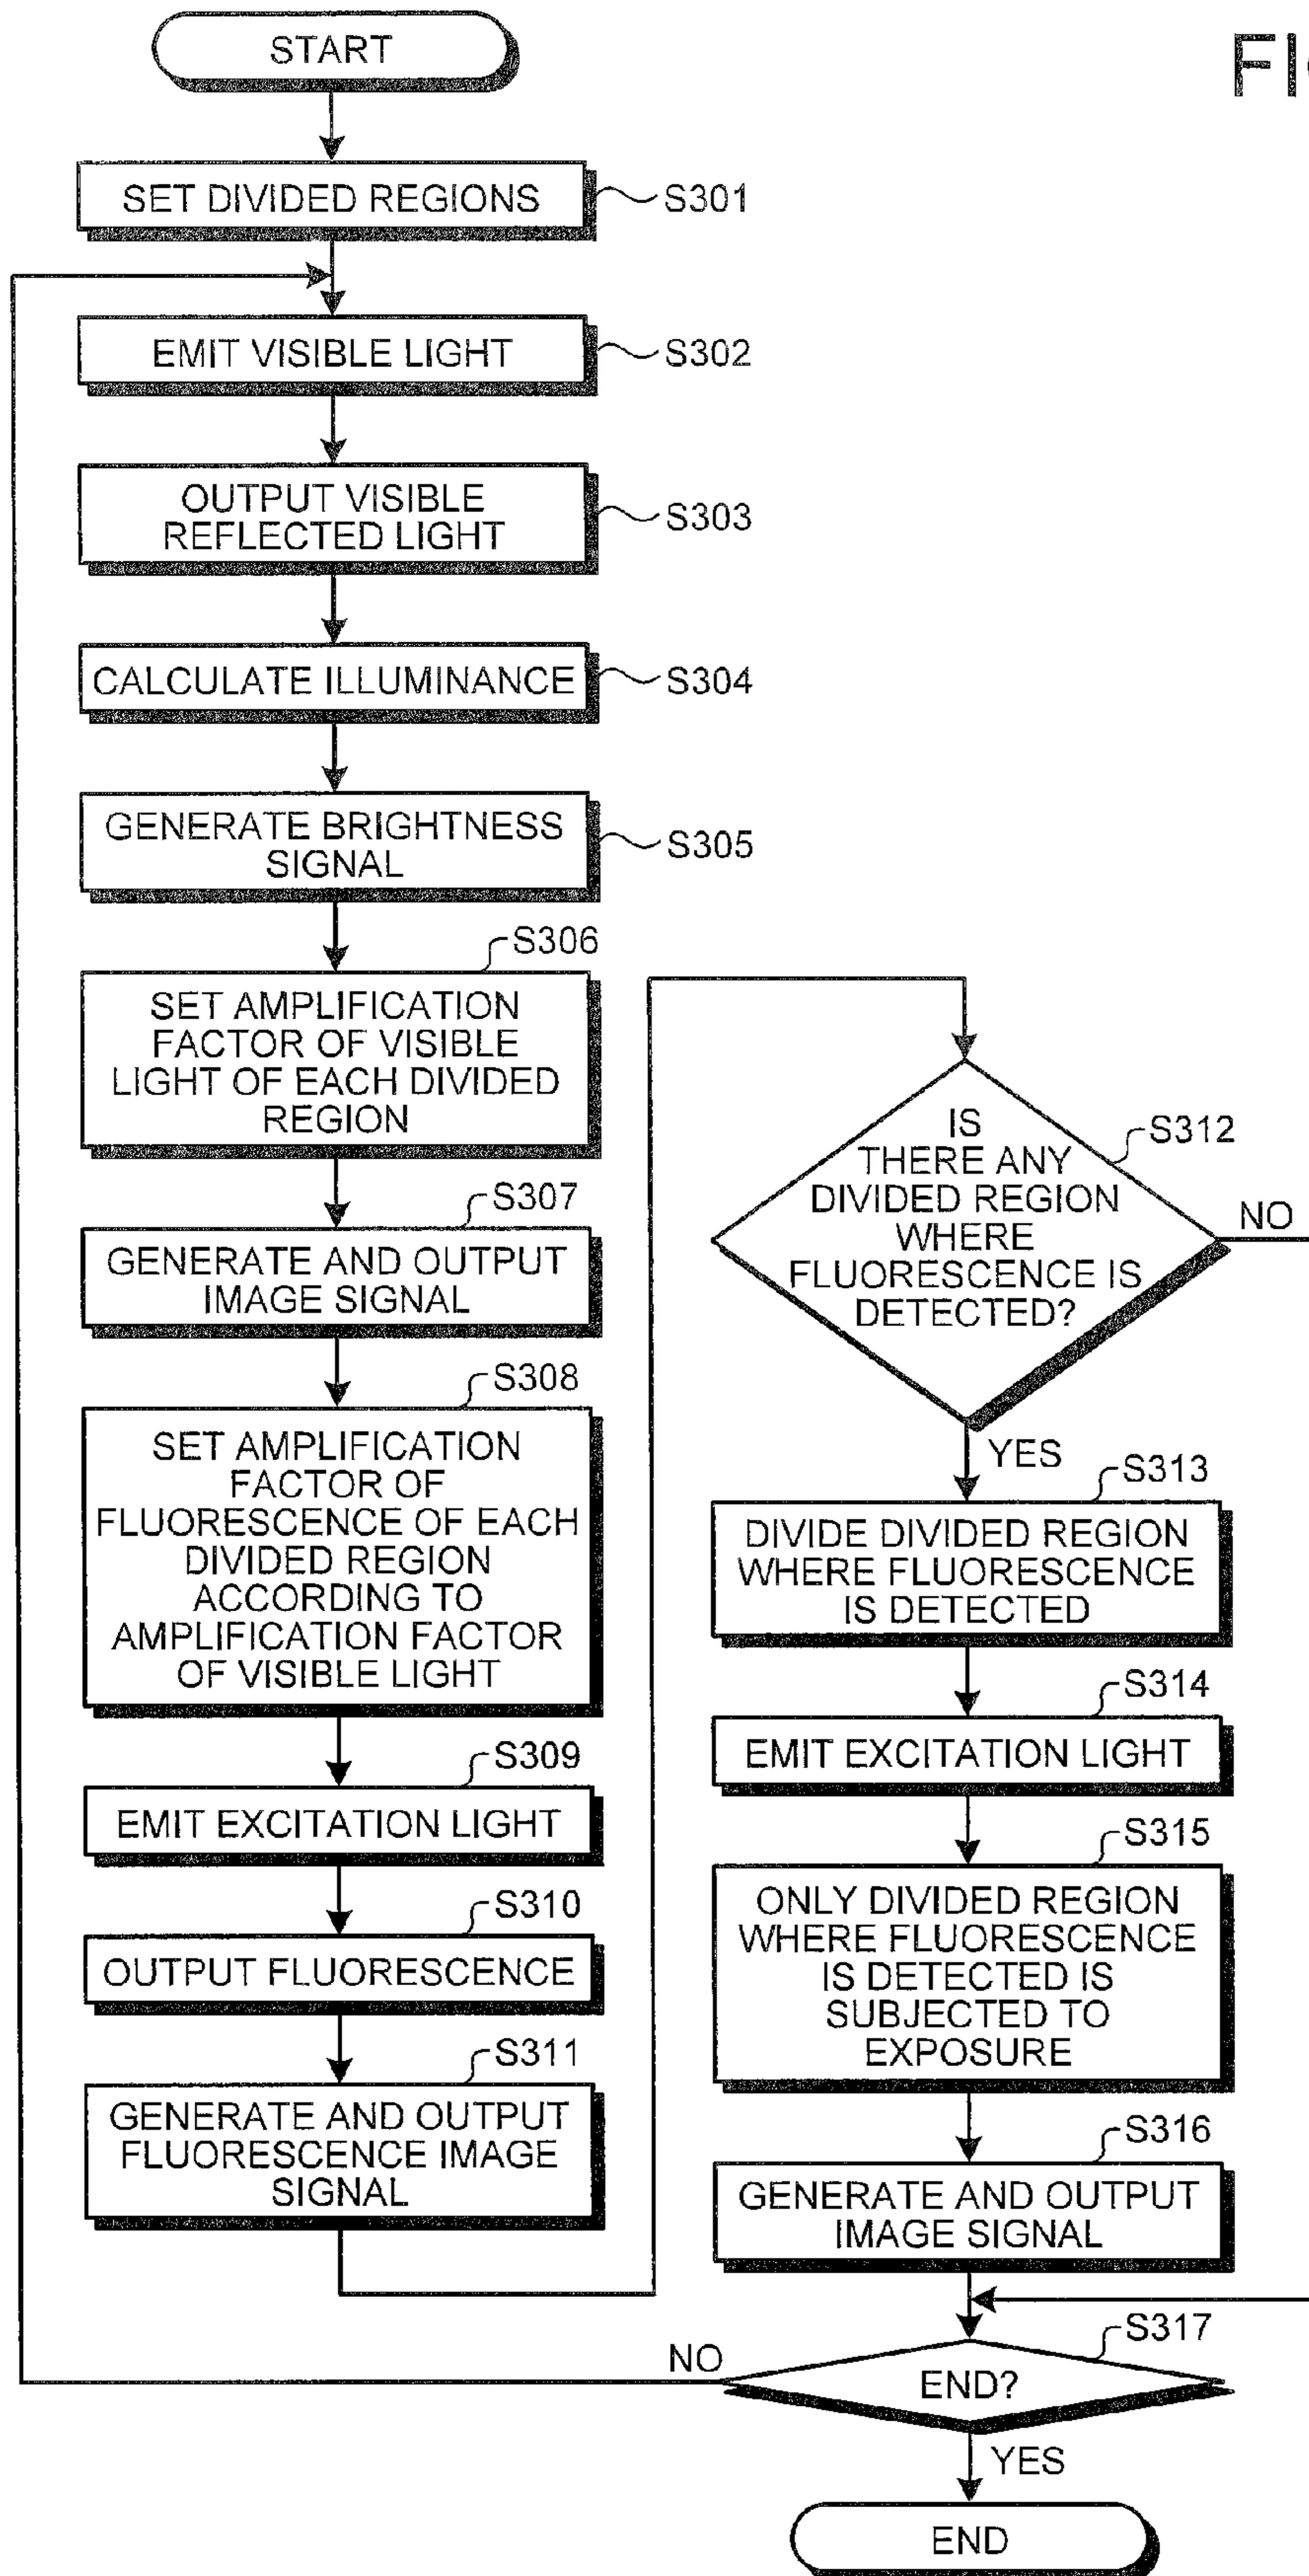 START
FI
SET DIVIDED REGIONS
S301
EMIT VISIBLE LIGHT
S302
OUTPUT VISIBLE
REFLECTED LIGHT
S303
CALCULATE ILLUMINANCE
S304
GENERATE BRIGHTNESS
SIGNAL
S305
S306
SET AMPLIFICATION
FACTOR OF VISIBLE
LIGHT OF EACH DIVIDED
REGION
S307
GENERATE AND OUTPUT
IMAGE SIGNAL
S308
SET AMPLIFICATION
FACTOR OF
FLUORESCENCE OF EACH
DIVIDED REGION
ACCORDING TO
AMPLIFICATION FACTOR
OF VISIBLE LIGHT
S309
EMIT EXCITATION LIGHT
S310
OUTPUT FLUORESCENCE
S311
GENERATE AND OUTPUT
FLUORESCENCE IMAGE
SIGNAL
S312
IS
THERE ANY
DIVIDED REGION
WHERE
FLUORESCENCE IS
DETECTED?
NO
YES
S313
DIVIDE DIVIDED REGION
WHERE FLUORESCENCE
IS DETECTED
S314
EMIT EXCITATION LIGHT
S315
ONLY DIVIDED REGION
WHERE FLUORESCENCE
IS DETECTED IS
SUBJECTED TO
EXPOSURE
S316
GENERATE AND OUTPUT
IMAGE SIGNAL
S317
NO
END?
YES
END